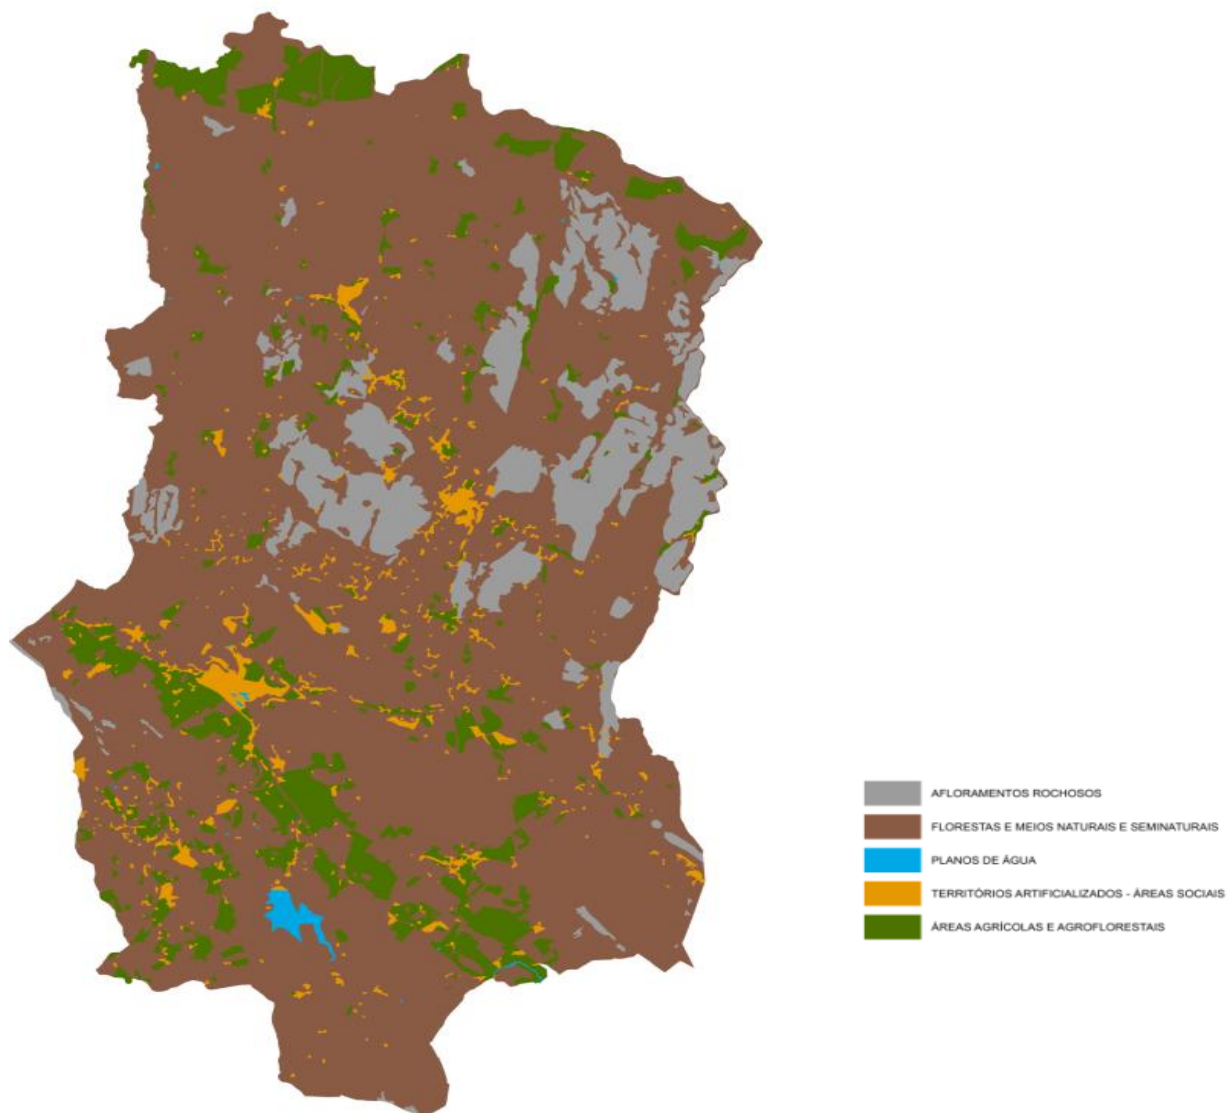 AFLORAMENTOS ROCHOSOS
FLORESTAS E MEIOS NATURAIS E SEMINATURAIS
PLANOS DE ÁGUA
TERRITÓRIOS ARTIFICIALIZADOS - ÁREAS SOCIAIS
ÁREAS AGRÍCOLAS E AGROFLORESTAIS